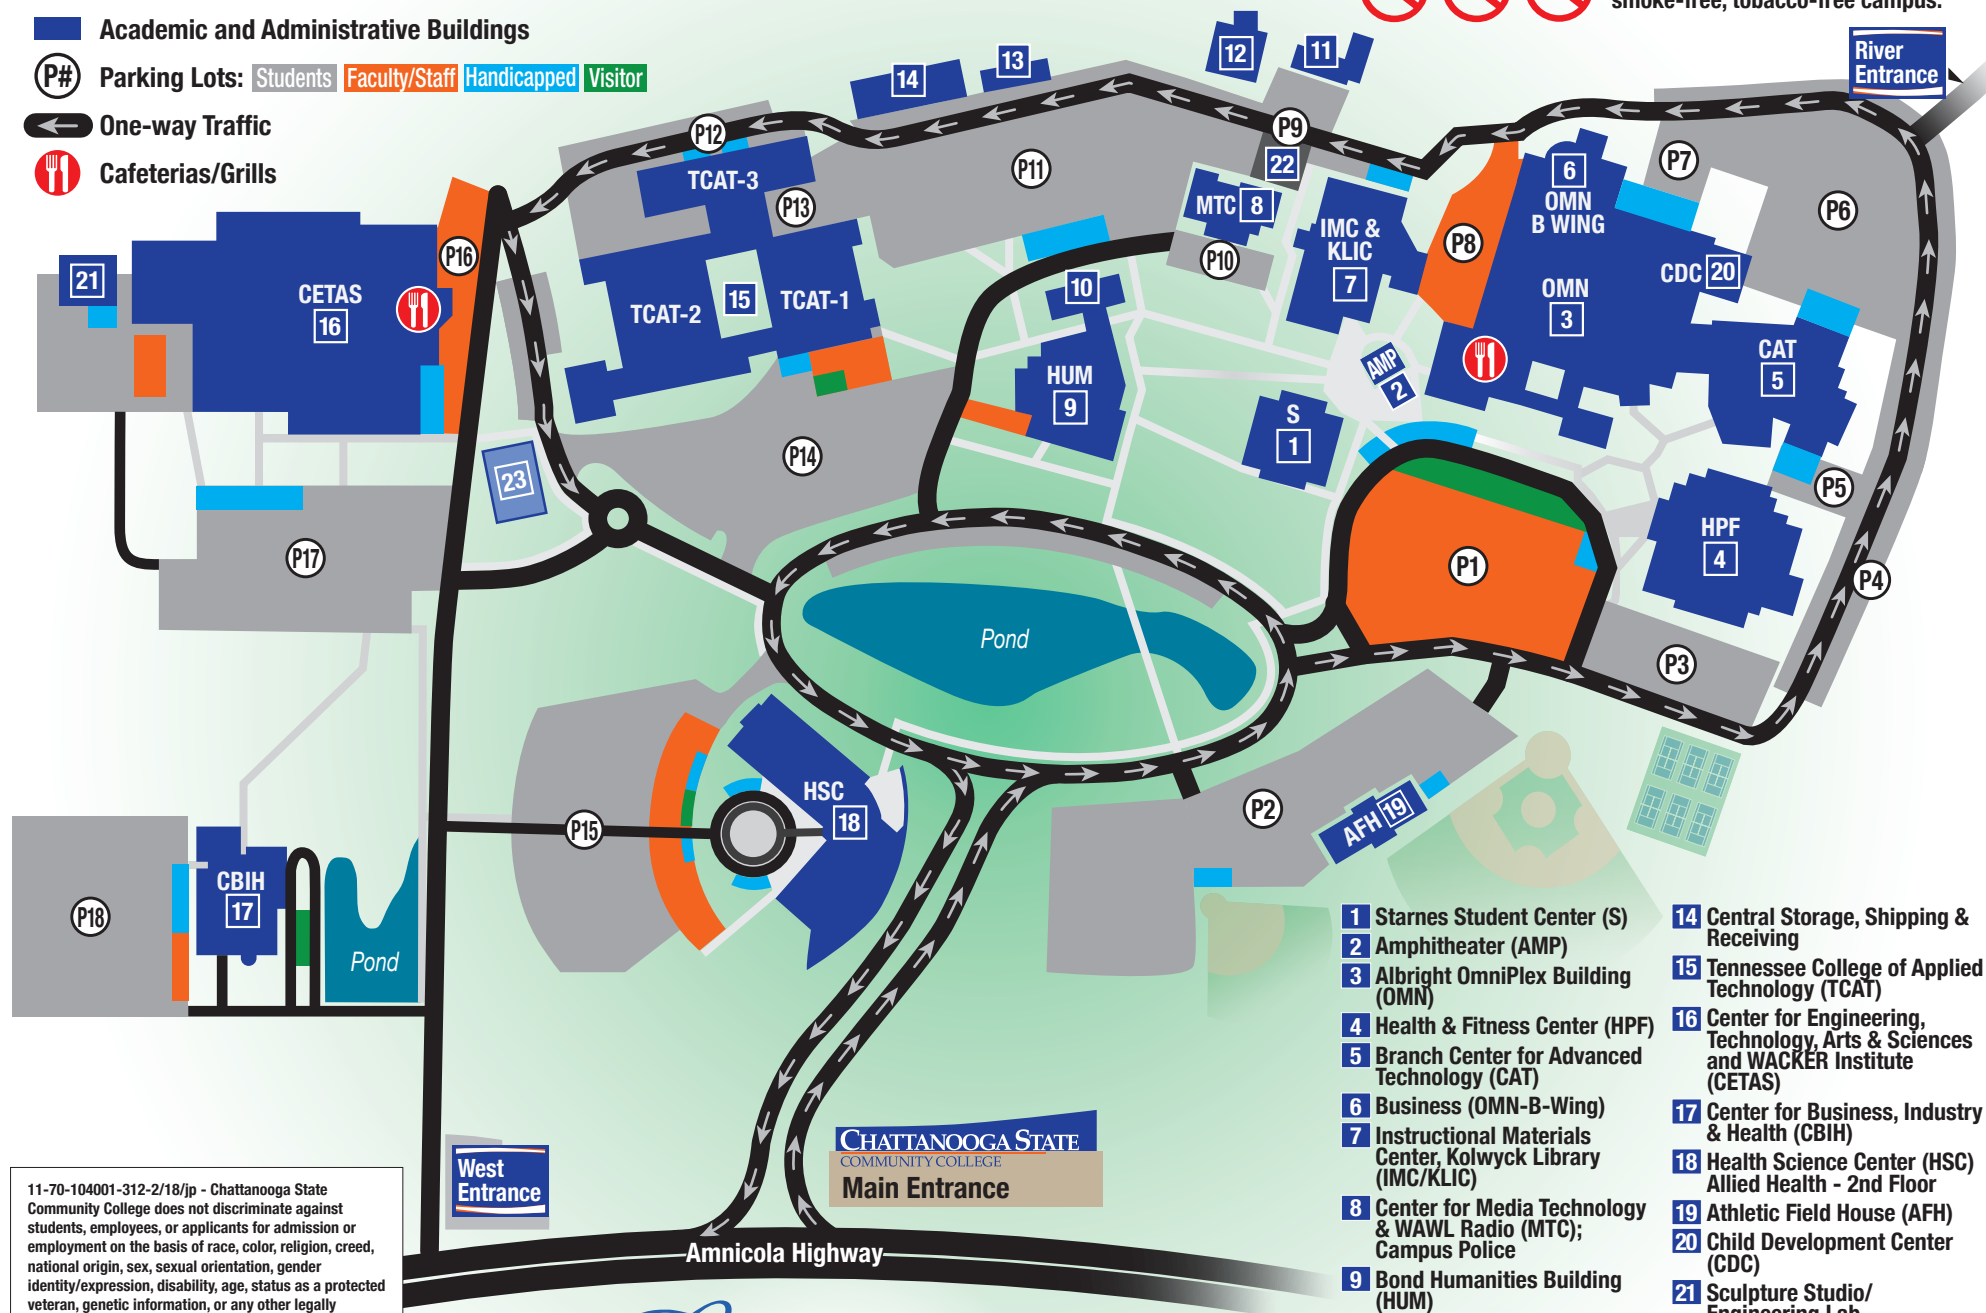 smoke-free, tobacco-free campus.
Academic and Administrative Buildings
P# Parking Lots: Students Faculty/Staff Handicapped Visitor
One-way Traffic
Cafeterias/Grills
River
Entrance
12
11
13
14
P12
P9
22
P11
TCAT-3
P13
MTC 8
P10
IMC &
KLIC
7
6
OMN
B WING
P7
P6
P8
CDC 20
OMN
3
P16
21
CETAS
16
TCAT-2
15
TCAT-1
10
HUM
9
AMP
2
CAT
5
S
1
P14
23
P5
HPF
4
P17
P1
P4
Pond
P3
HSC
18
P15
P2
AFH 19
CBIH
17
P18
Pond
West
Entrance
CHATTANOOGA STATE
COMMUNITY COLLEGE
Main Entrance
Amnicola Highway
11-70-104001-312-2/18/jp - Chattanooga State
Community College does not discriminate against
students, employees, or applicants for admission or
employment on the basis of race, color, religion, creed,
national origin, sex, sexual orientation, gender
identity/expression, disability, age, status as a protected
veteran, genetic information, or any other legally
1 Starnes Student Center (S)
2 Amphitheater (AMP)
3 Albright OmniPlex Building
(OMN)
4 Health & Fitness Center (HPF)
5 Branch Center for Advanced
Technology (CAT)
6 Business (OMN-B-Wing)
7 Instructional Materials
Center, Kolwyck Library
(IMC/KLIC)
8 Center for Media Technology
& WAWL Radio (MTC);
Campus Police
9 Bond Humanities Building
(HUM)
14 Central Storage, Shipping &
Receiving
15 Tennessee College of Applied
Technology (TCAT)
16 Center for Engineering,
Technology, Arts & Sciences
and WACKER Institute
(CETAS)
17 Center for Business, Industry
& Health (CBIH)
18 Health Science Center (HSC)
Allied Health - 2nd Floor
19 Athletic Field House (AFH)
20 Child Development Center
(CDC)
21 Sculpture Studio/
Engineering Lab